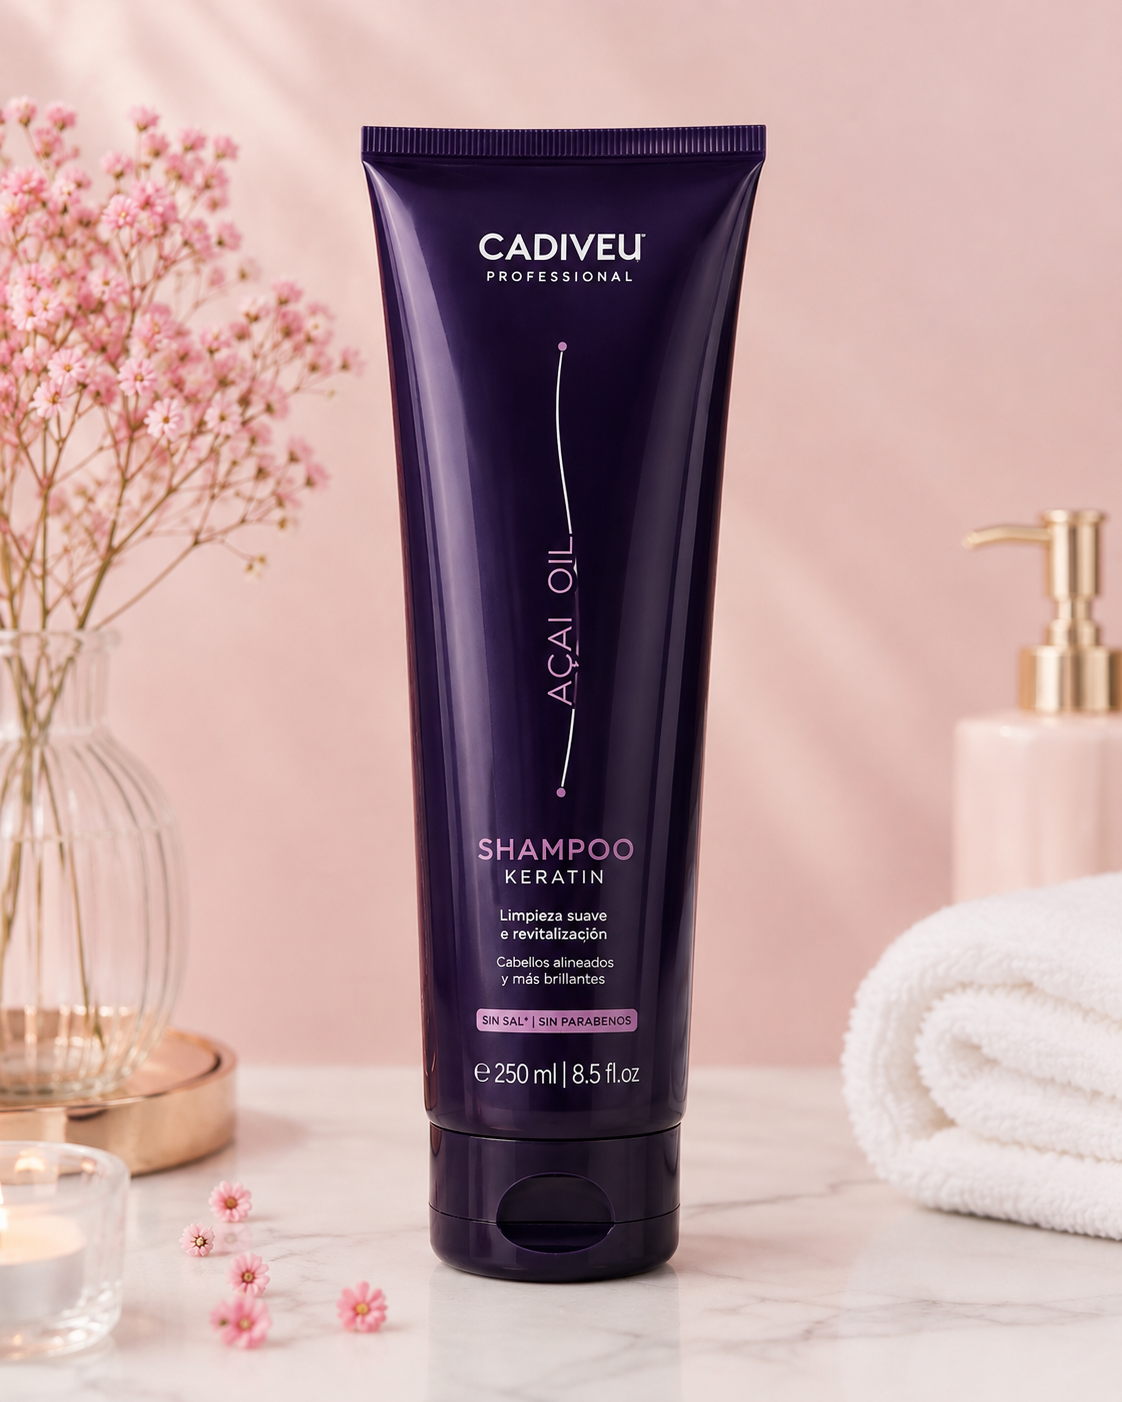 CADIVEU
PROFESSIONAL
AÇAI OIL
SHAMPOO
KERATIN
Limpieza suave
e revitalización
Cabellos alineados
y más brillantes
SIN SAL* | SIN PARABENOS
℮ 250 ml | 8.5 fl.oz